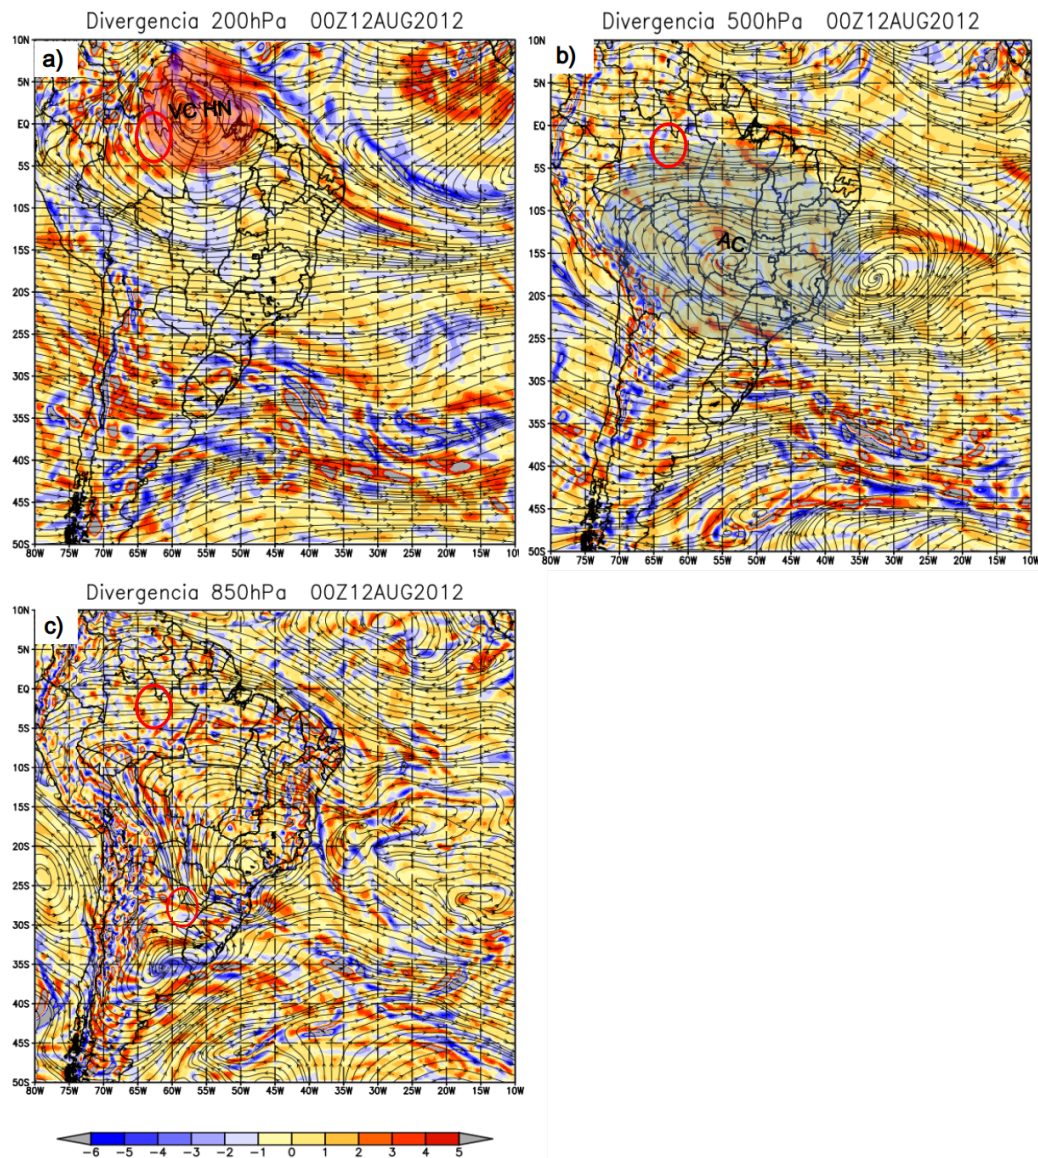 Divergencia 200hPa 00Z12AUG2012
a)
10N
5N
EQ
5S
10S
15S
20S
25S
30S
35S
40S
45S
50S
VC HN
80W 75W 70W 65W 60W 55W 50W 45W 40W 35W 30W 25W 20W 15W 10W
Divergencia 500hPa 00Z12AUG2012
b)
10N
5N
EQ
5S
10S
15S
20S
25S
30S
35S
40S
45S
50S
AC
80W 75W 70W 65W 60W 55W 50W 45W 40W 35W 30W 25W 20W 15W 10W
Divergencia 850hPa 00Z12AUG2012
c)
10N
5N
EQ
5S
10S
15S
20S
25S
30S
35S
40S
45S
50S
80W 75W 70W 65W 60W 55W 50W 45W 40W 35W 30W 25W 20W 15W 10W
-6 -5 -4 -3 -2 -1 0 1 2 3 4 5